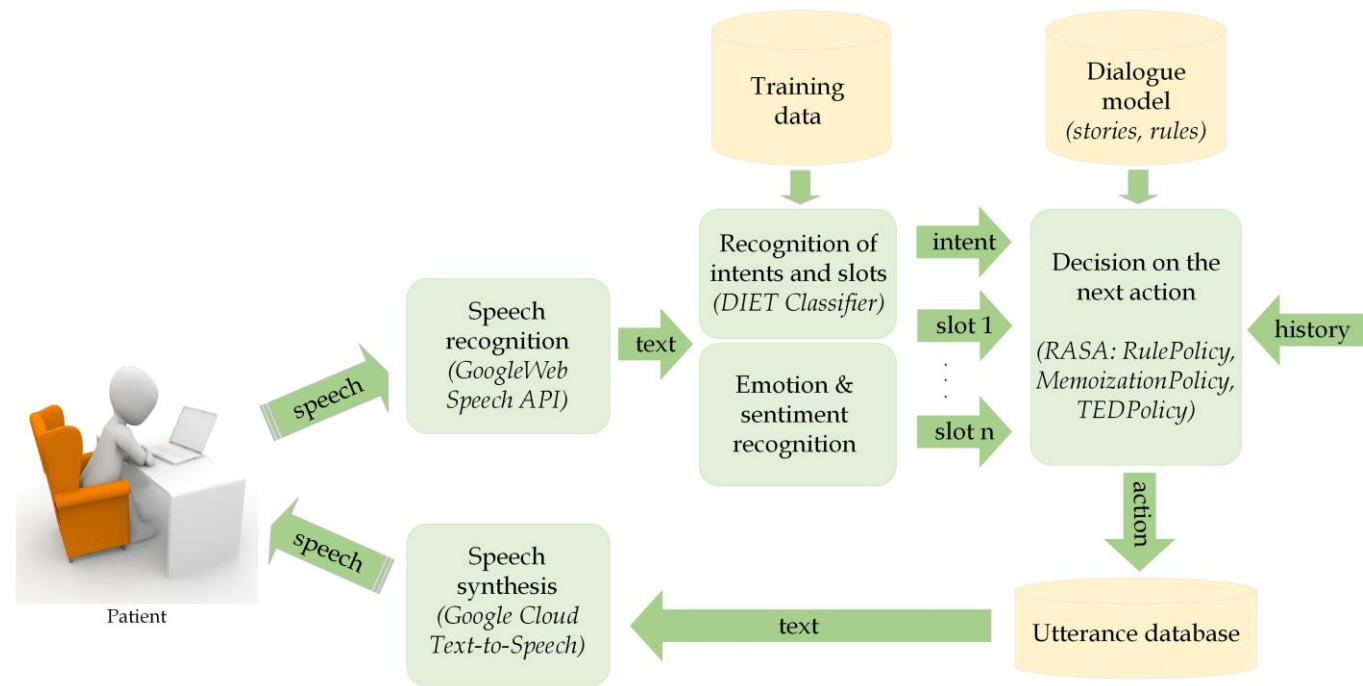 Training
data
Dialogue
model
(stories, rules)
Recognition of
intents and slots
(DIET Classifier)
intent
slot 1
slot n
Decision on the
next action
(RASA: RulePolicy,
MemoizationPolicy,
TEDPolicy)
history
Speech
recognition
(GoogleWeb
Speech API)
text
Emotion &
sentiment
recognition
speech
action
speech
Speech
synthesis
(Google Cloud
Text-to-Speech)
text
Utterance database
Patient